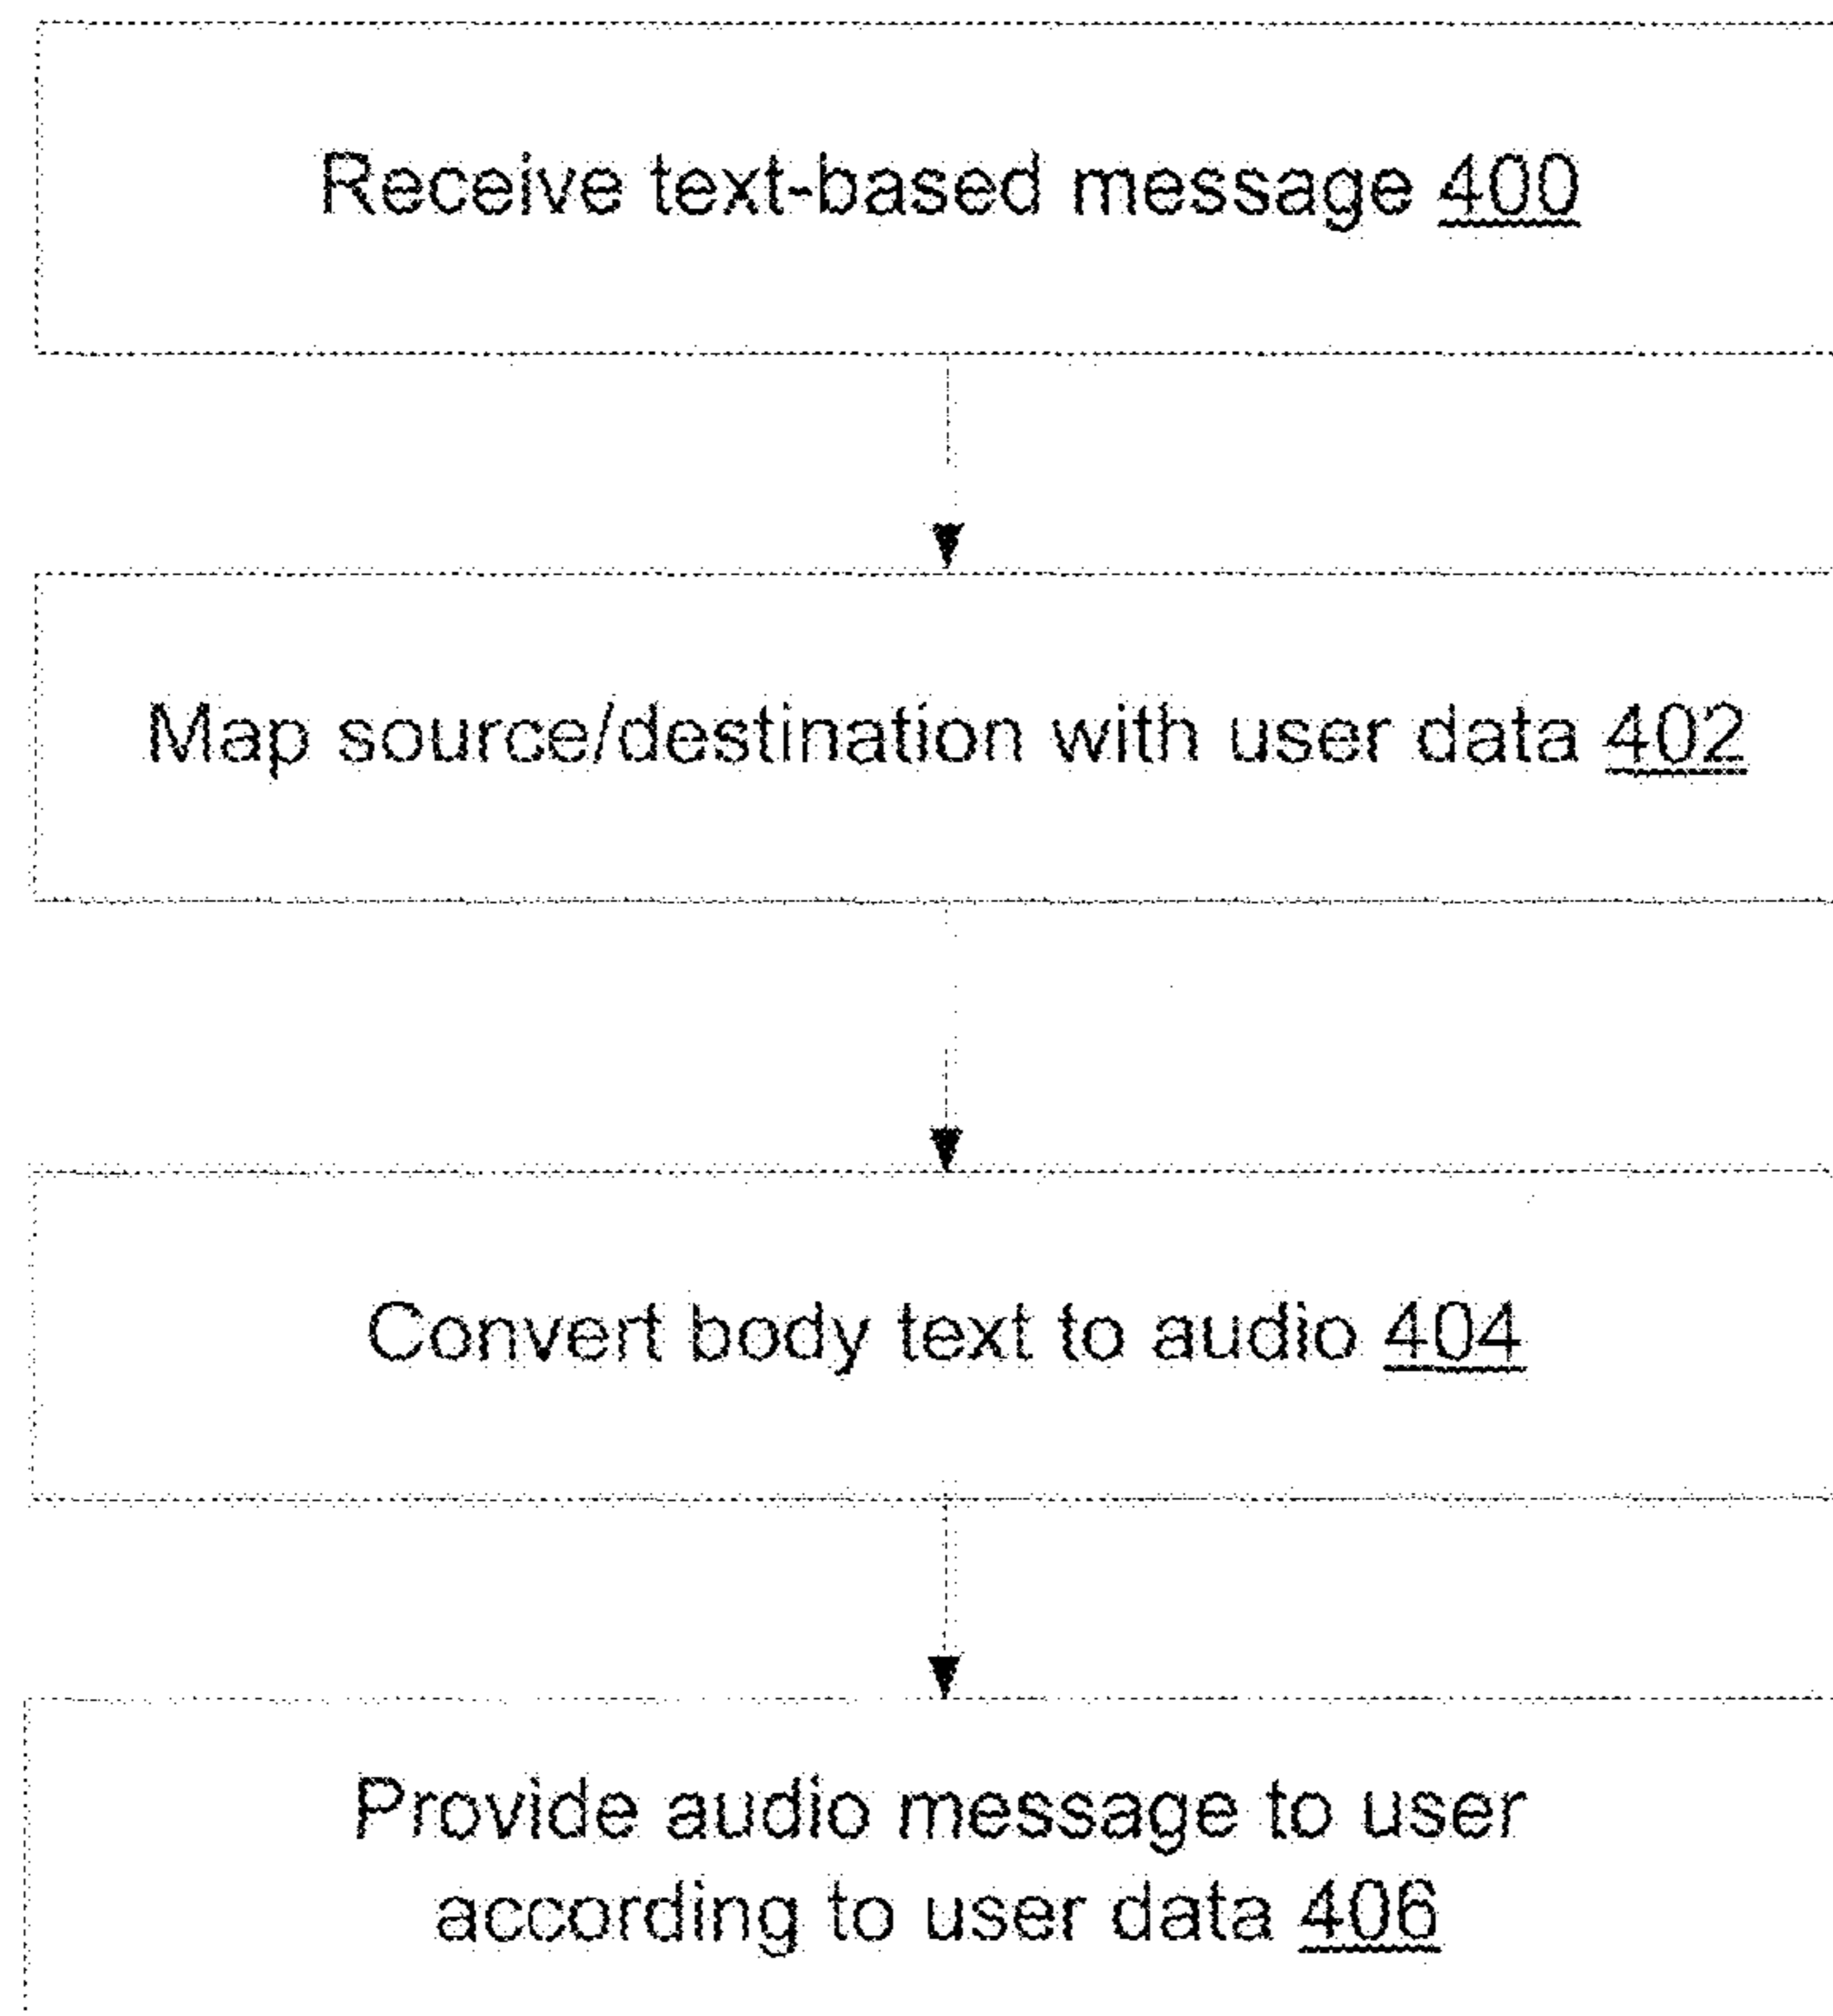 Receive text-based message 400
Map source/destination with user data 402
Convert body text to audio 404
Provide audio message to user
according to user data 406